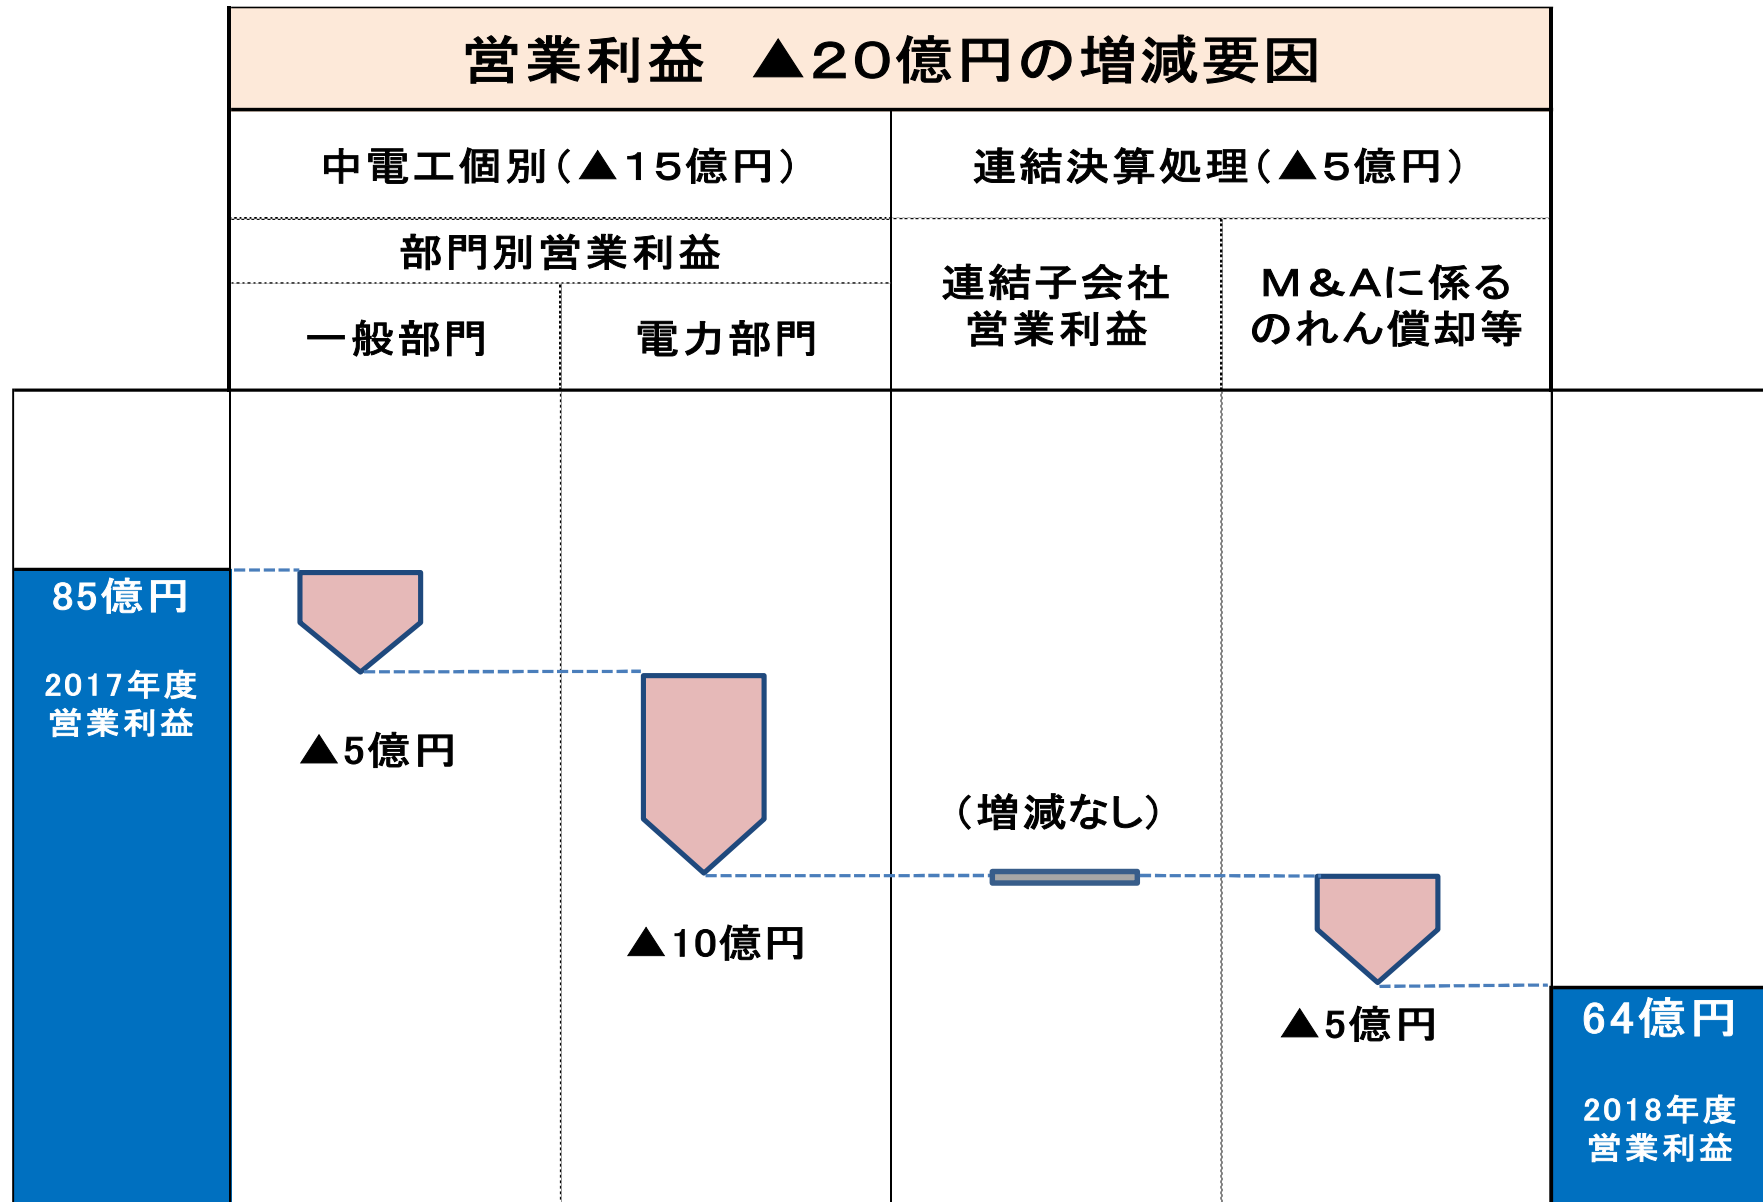 営業利益 ▲20億円の増減要因
中電工個別(▲15億円)
連結決算処理(▲5億円)
部門別営業利益
一般部門
電力部門
連結子会社
営業利益
M&Aに係る
のれん償却等
85億円
2017年度
営業利益
▲5億円
▲10億円
(増減なし)
▲5億円
64億円
2018年度
営業利益